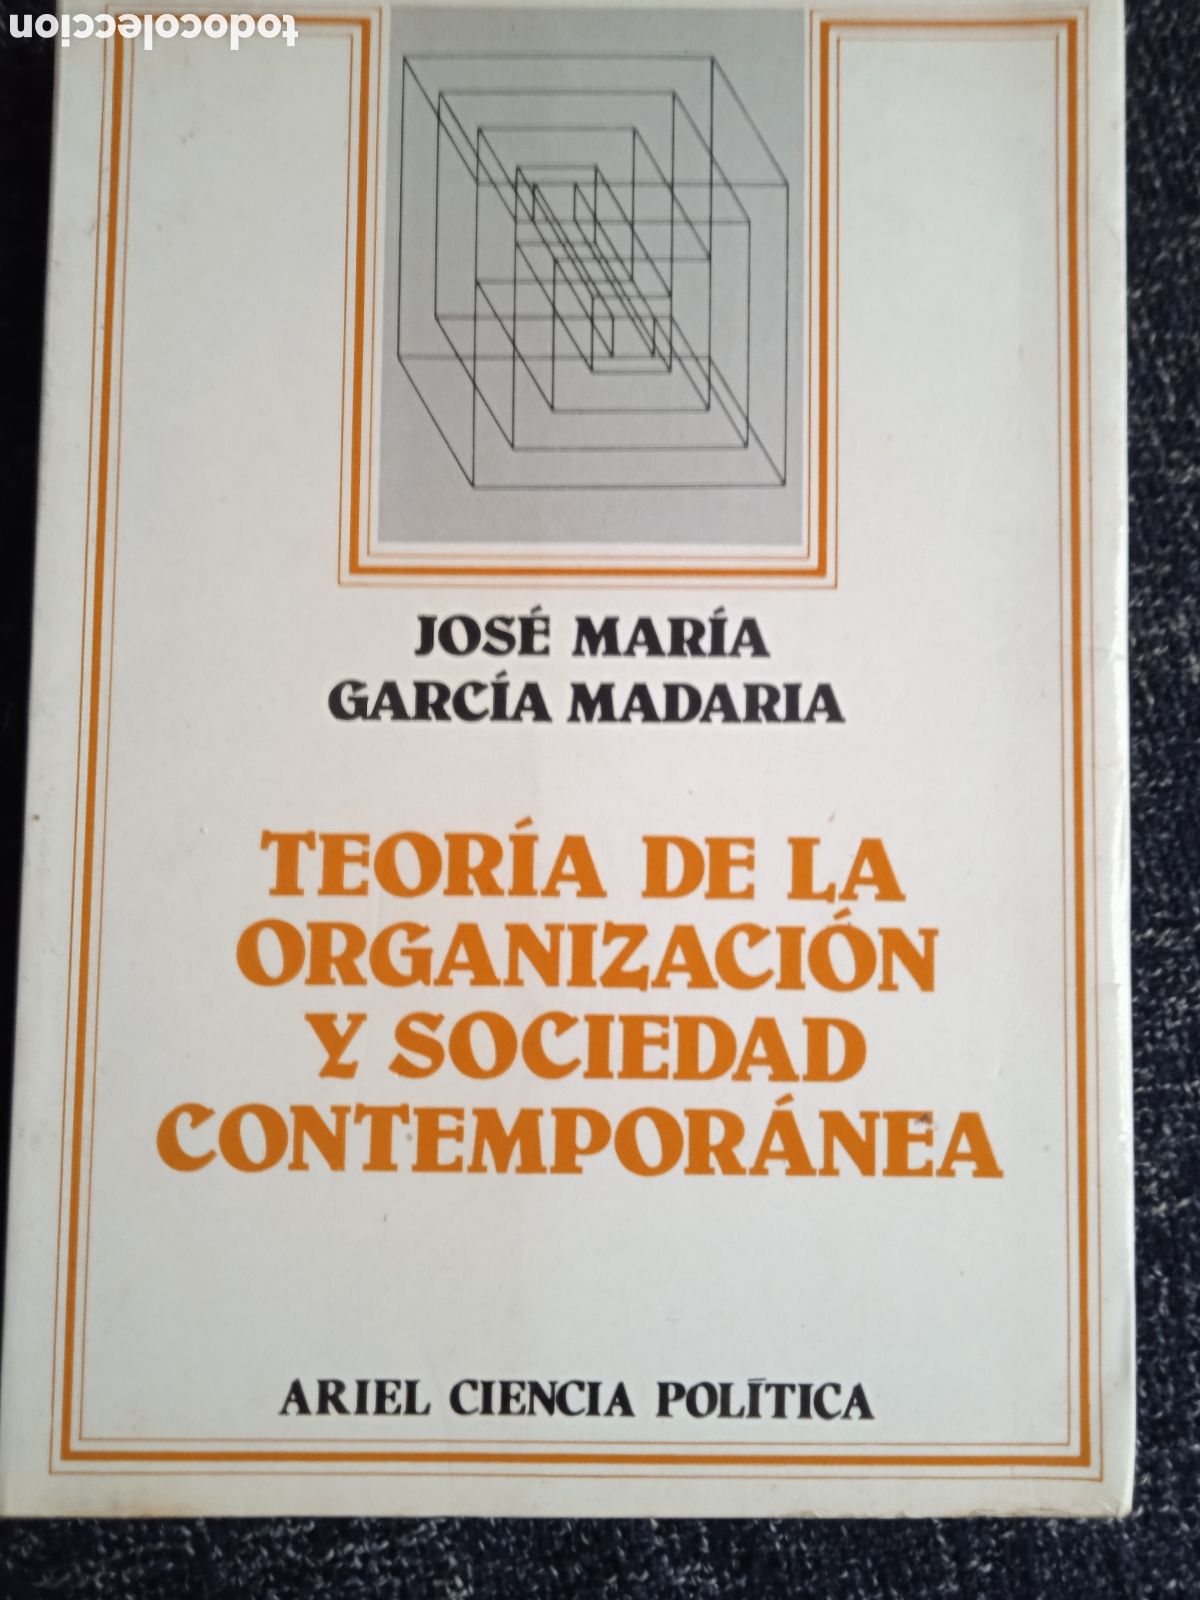 todocoleccion
JOSÉ MARÍA
GARCÍA MADARIA
TEORÍA DE LA
ORGANIZACIÓN
Y SOCIEDAD
CONTEMPORÁNEA
ARIEL CIENCIA POLÍTICA